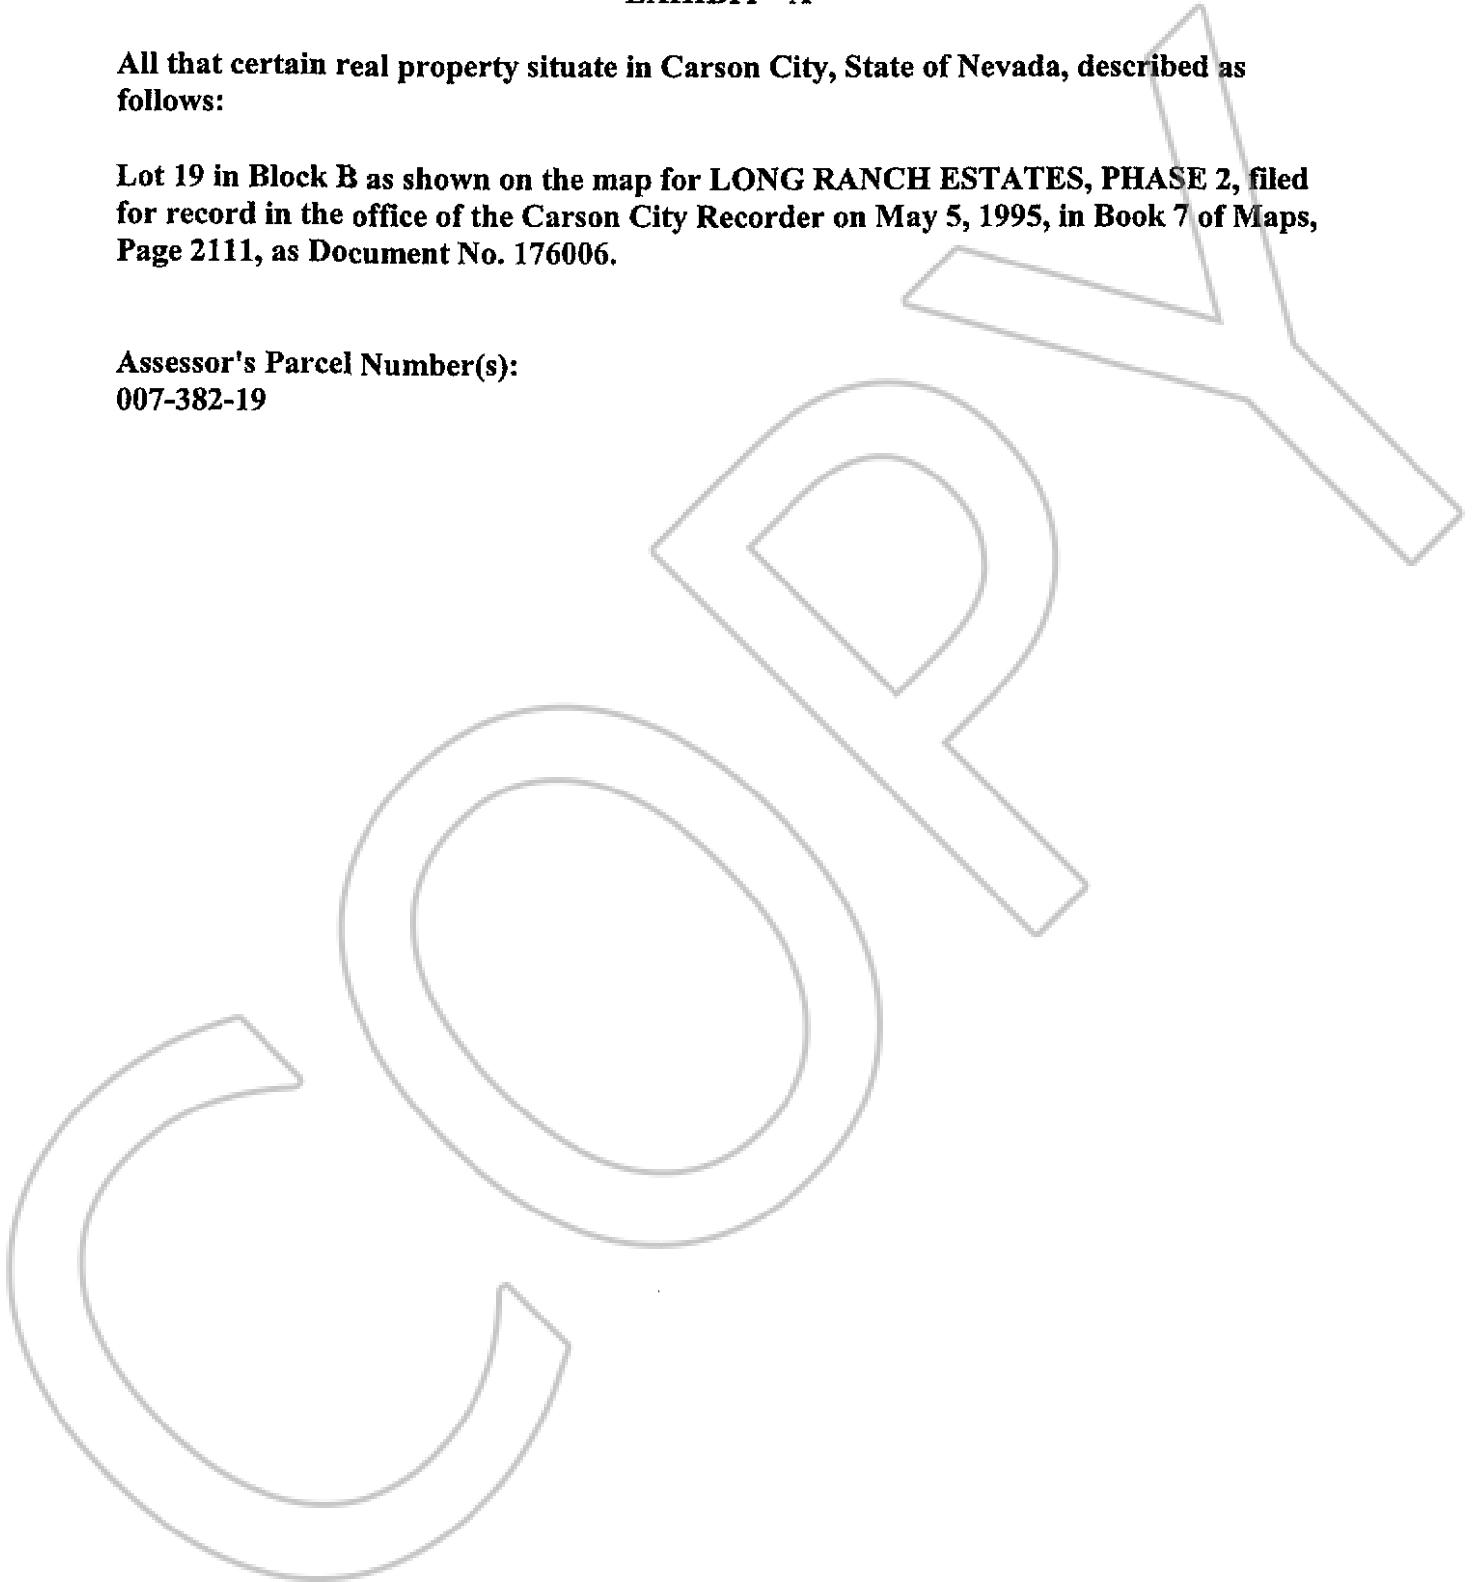 All that certain real property situate in Carson City, State of Nevada, described as
follows:
Lot 19 in Block B as shown on the map for LONG RANCH ESTATES, PHASE 2, filed
for record in the office of the Carson City Recorder on May 5, 1995, in Book 7 of Maps,
Page 2111, as Document No. 176006.
Assessor's Parcel Number(s):
007-382-19
COPY